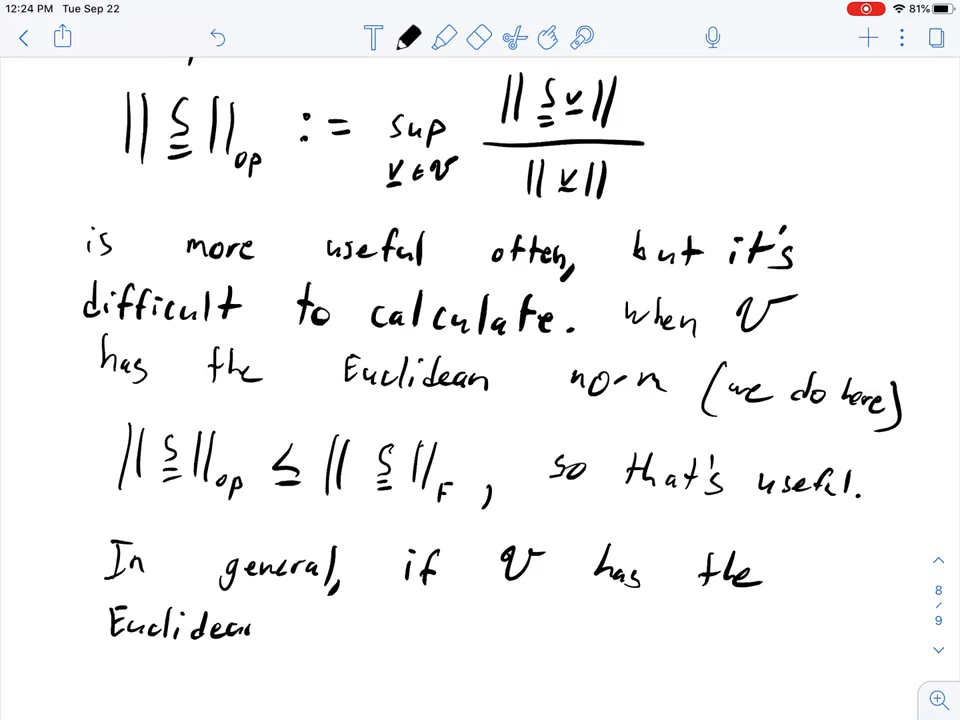 12:24 PM Tue Sep 22
81%
||S̳||op := sup v̲∈𝒱 ||S̳v̲|| / ||v̲||
is more useful often, but it's
difficult to calculate. When 𝒱
has the Euclidean norm (we do here)
||S̳||op ≤ ||S̳||F, so that's useful.
In general, if 𝒱 has the
Euclidean
8/9